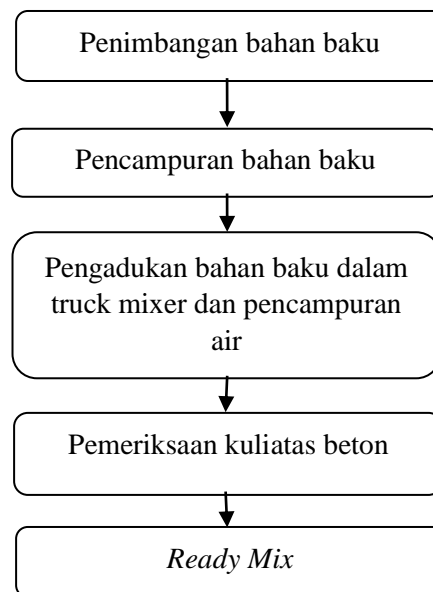 Penimbangan bahan baku
Pencampuran bahan baku
Pengadukan bahan baku dalam
truck mixer dan pencampuran
air
Pemeriksaan kuliatas beton
Ready Mix